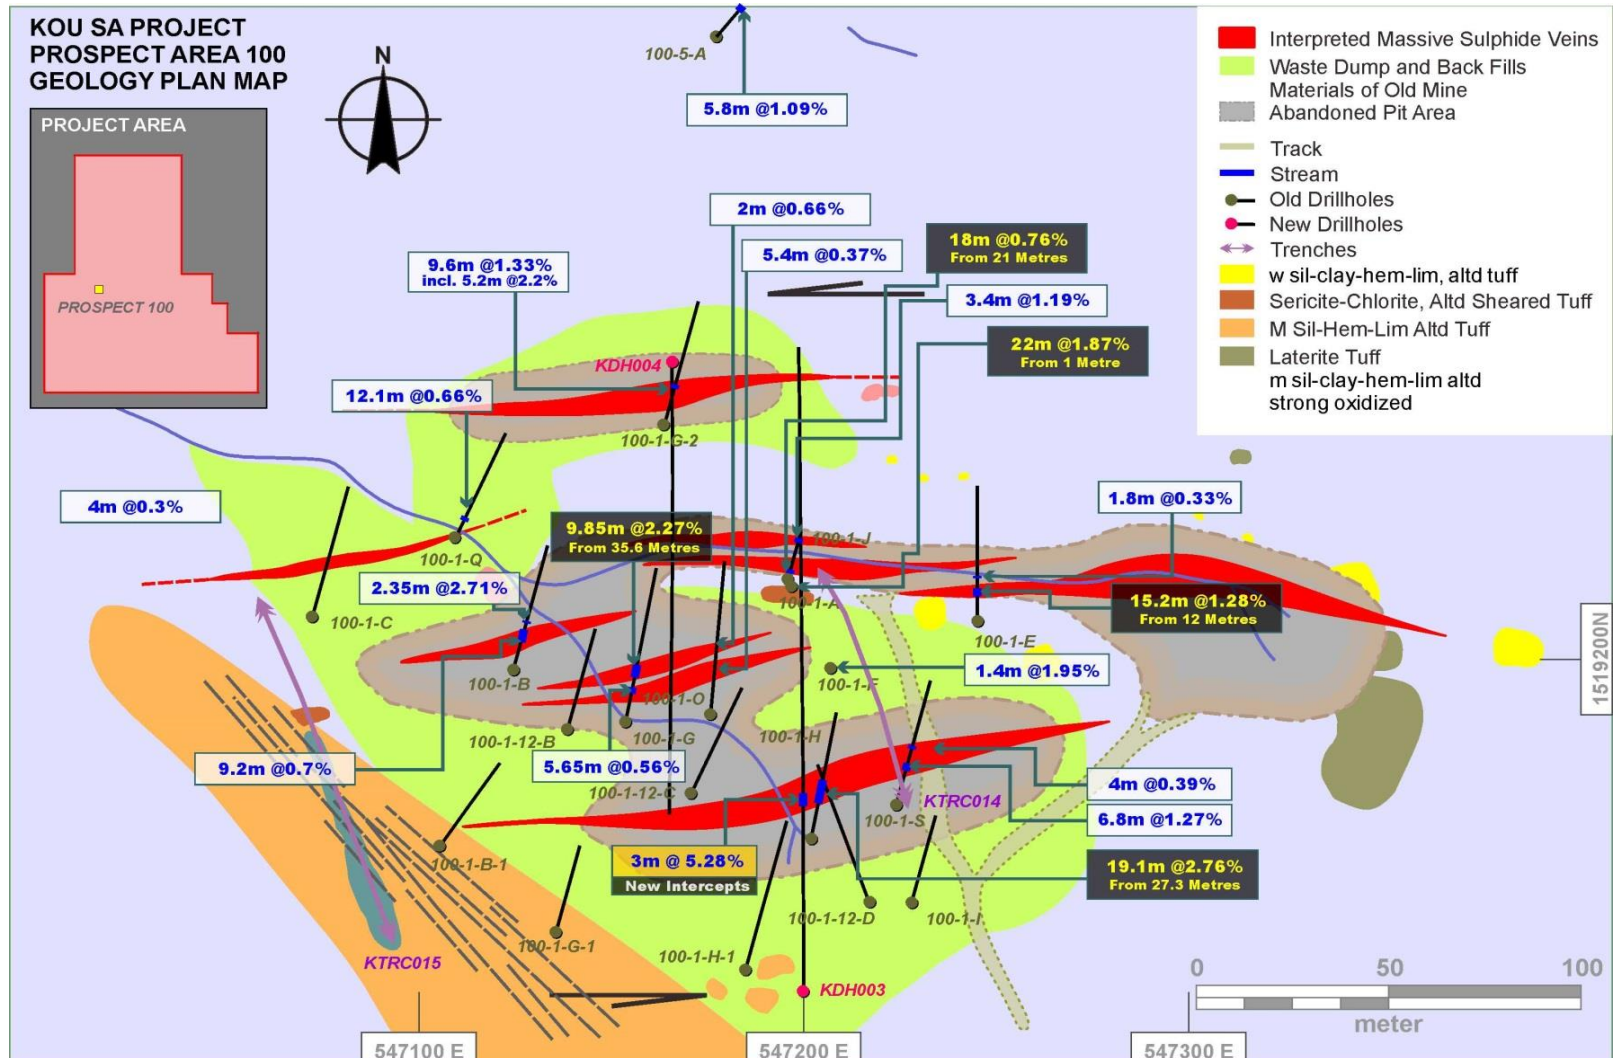 KOU SA PROJECT
PROSPECT AREA 100
GEOLOGY PLAN MAP
PROJECT AREA
PROSPECT 100
N
100-5-A
5.8m @1.09%
Interpreted Massive Sulphide Veins
Waste Dump and Back Fills
Materials of Old Mine
Abandoned Pit Area
Track
Stream
Old Drillholes
New Drillholes
Trenches
w sil-clay-hem-lim, altd tuff
Sericite-Chlorite, Altd Sheared Tuff
M Sil-Hem-Lim Altd Tuff
Laterite Tuff
m sil-clay-hem-lim altd
strong oxidized
2m @0.66%
18m @0.76%
From 21 Metres
5.4m @0.37%
9.6m @1.33%
incl. 5.2m @2.2%
3.4m @1.19%
22m @1.87%
From 1 Metre
KDH004
12.1m @0.66%
100-1-G-2
4m @0.3%
1.8m @0.33%
9.85m @2.27%
From 35.6 Metres
100-1-J
100-1-Q
2.35m @2.71%
15.2m @1.28%
From 12 Metres
100-1-A
100-1-C
100-1-E
1519200N
1.4m @1.95%
100-1-B
100-1-F
100-1-O
100-1-12-B
100-1-G
100-1-H
9.2m @0.7%
5.65m @0.56%
100-1-12-C
4m @0.39%
KTRC014
100-1-S
6.8m @1.27%
3m @ 5.28%
New Intercepts
100-1-B-1
19.1m @2.76%
From 27.3 Metres
100-1-12-D
100-1-I
100-1-G-1
100-1-H-1
KTRC015
KDH003
0 50 100
meter
547100 E
547200 E
547300 E